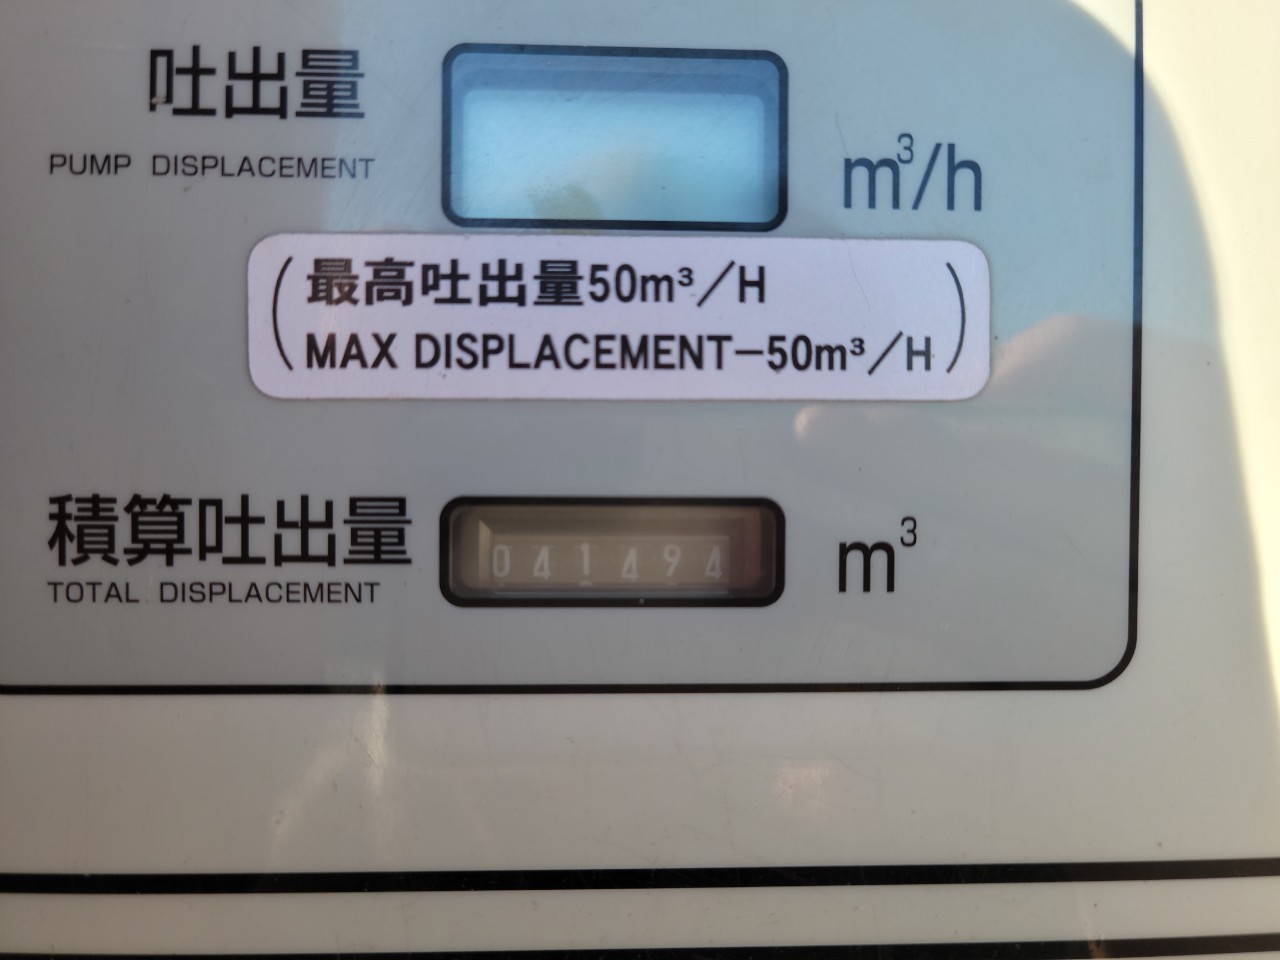 吐出量
PUMP DISPLACEMENT
m³/h
(最高吐出量50m³/H
MAX DISPLACEMENT-50m³/H)
積算吐出量
TOTAL DISPLACEMENT
041494
m³